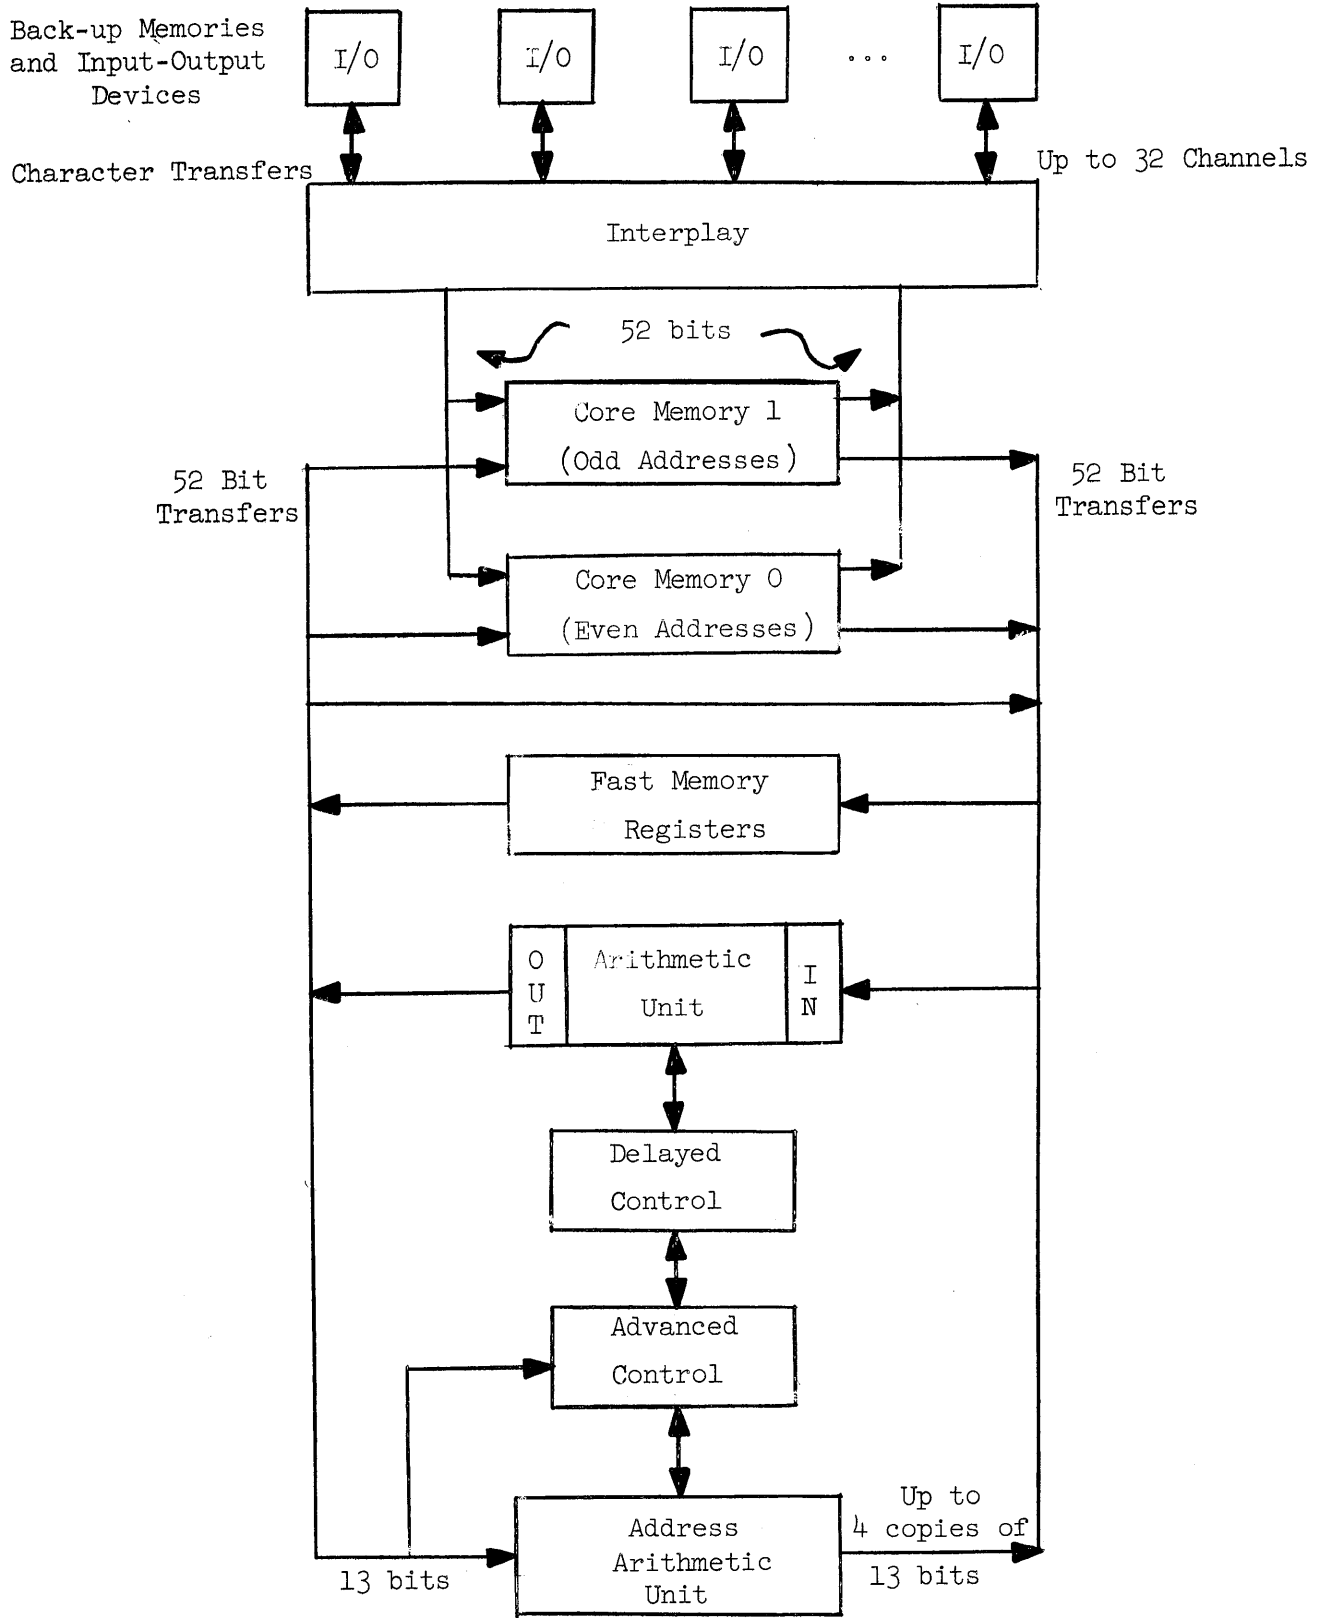 Back-up Memories
and Input-Output
Devices
I/O
I/O
I/O
...
I/O
Character Transfers
Up to 32 Channels
Interplay
52 bits
Core Memory 1
(Odd Addresses)
52 Bit
Transfers
52 Bit
Transfers
Core Memory 0
(Even Addresses)
Fast Memory
Registers
OUT
Arithmetic
Unit
IN
Delayed
Control
Advanced
Control
Address
Arithmetic
Unit
13 bits
Up to
4 copies of
13 bits